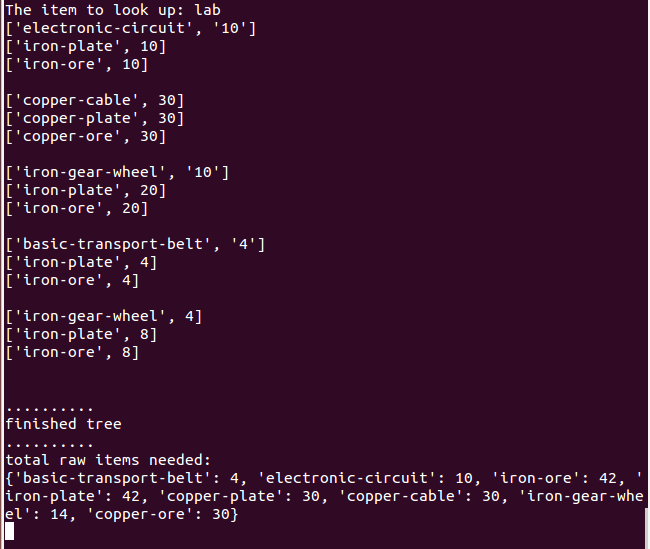 The item to look up: lab
['electronic-circuit', '10']
['iron-plate', 10]
['iron-ore', 10]
['copper-cable', 30]
['copper-plate', 30]
['copper-ore', 30]
['iron-gear-wheel', '10']
['iron-plate', 20]
['iron-ore', 20]
['basic-transport-belt', '4']
['iron-plate', 4]
['iron-ore', 4]
['iron-gear-wheel', 4]
['iron-plate', 8]
['iron-ore', 8]
..........
finished tree
..........
total raw items needed:
{'basic-transport-belt': 4, 'electronic-circuit': 10, 'iron-ore': 42, '
iron-plate': 42, 'copper-plate': 30, 'copper-cable': 30, 'iron-gear-whe
el': 14, 'copper-ore': 30}